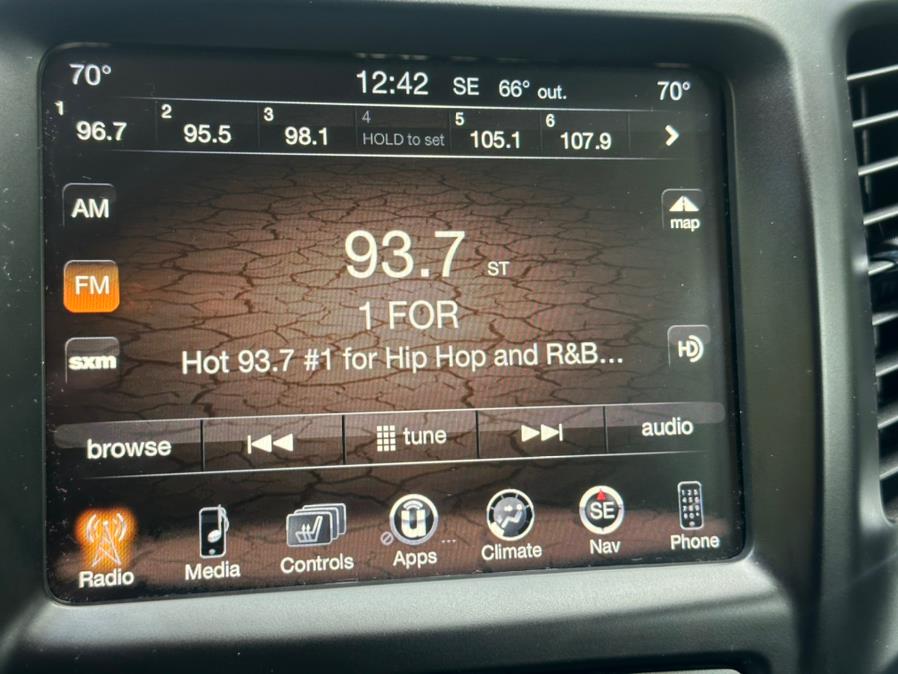 70° 12:42 SE 66° out. 70°
1 96.7 2 95.5 3 98.1 4 HOLD to set 5 105.1 6 107.9
AM
map
93.7 ST
FM
1 FOR
sxm
HD
Hot 93.7 #1 for Hip Hop and R&B...
browse tune audio
SE
Radio Media Controls Apps Climate Nav Phone